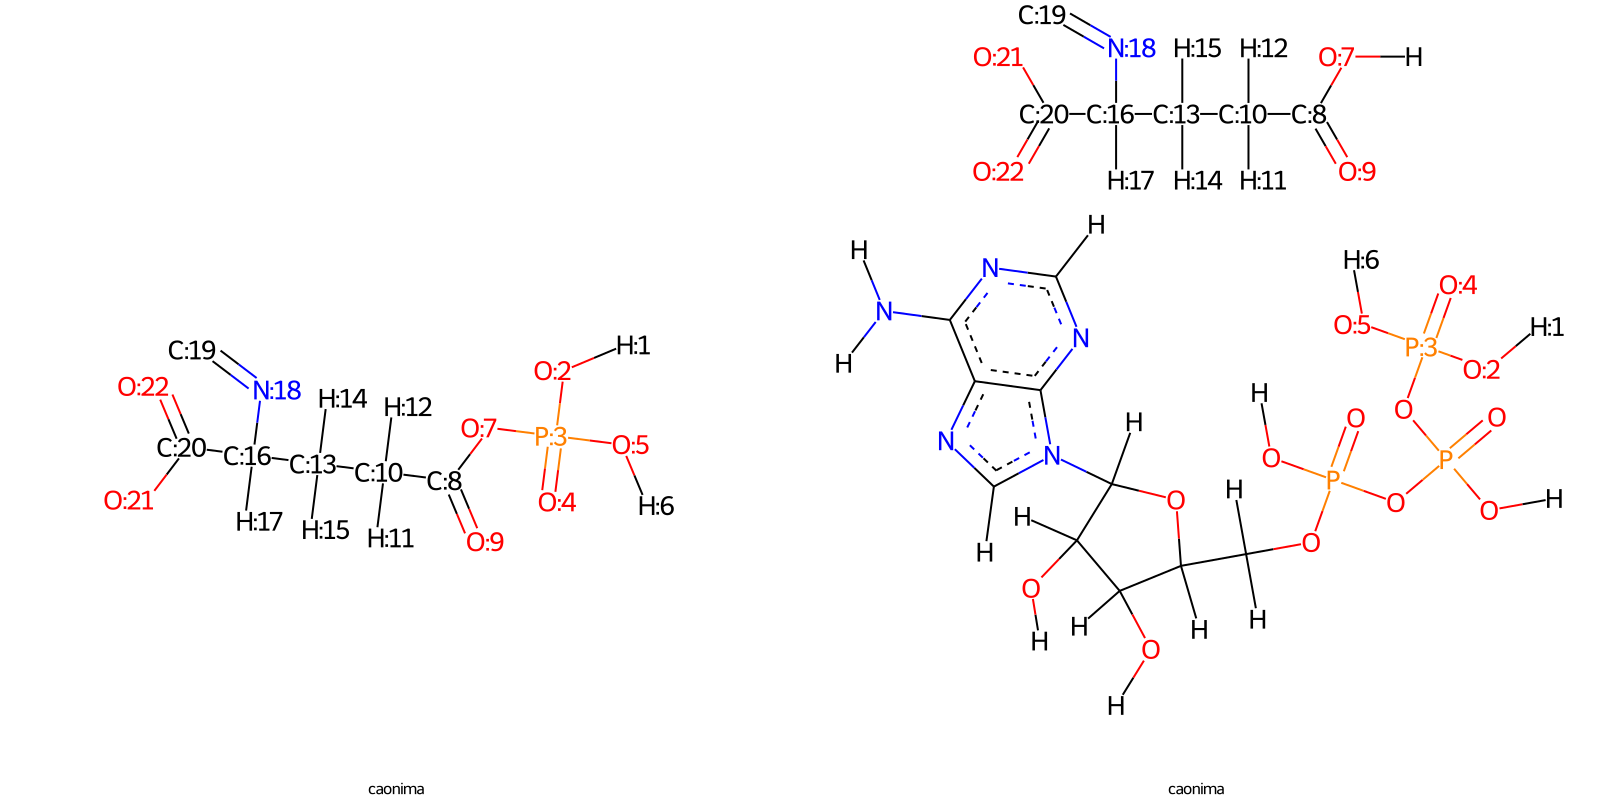 H:1
C:19
O:2
O:22 N:18 H:14 H:12
O:7 P:3 O:5
C:20 C:16 C:13 C:10 C:8
O:21 O:4 H:6
H:17 H:15 H:11 O:9
caonima
C:19
O:21 N:18 H:15 H:12 O:7 H
C:20 C:16 C:13 C:10 C:8
O:22 H:17 H:14 H:11 O:9
H
H H:6
N O:4
N O:5 H:1
N P:3
H O:2
H H O O O
N N O P P
H O H
H O O O H
H O
O H
H H H
H O
H
caonima